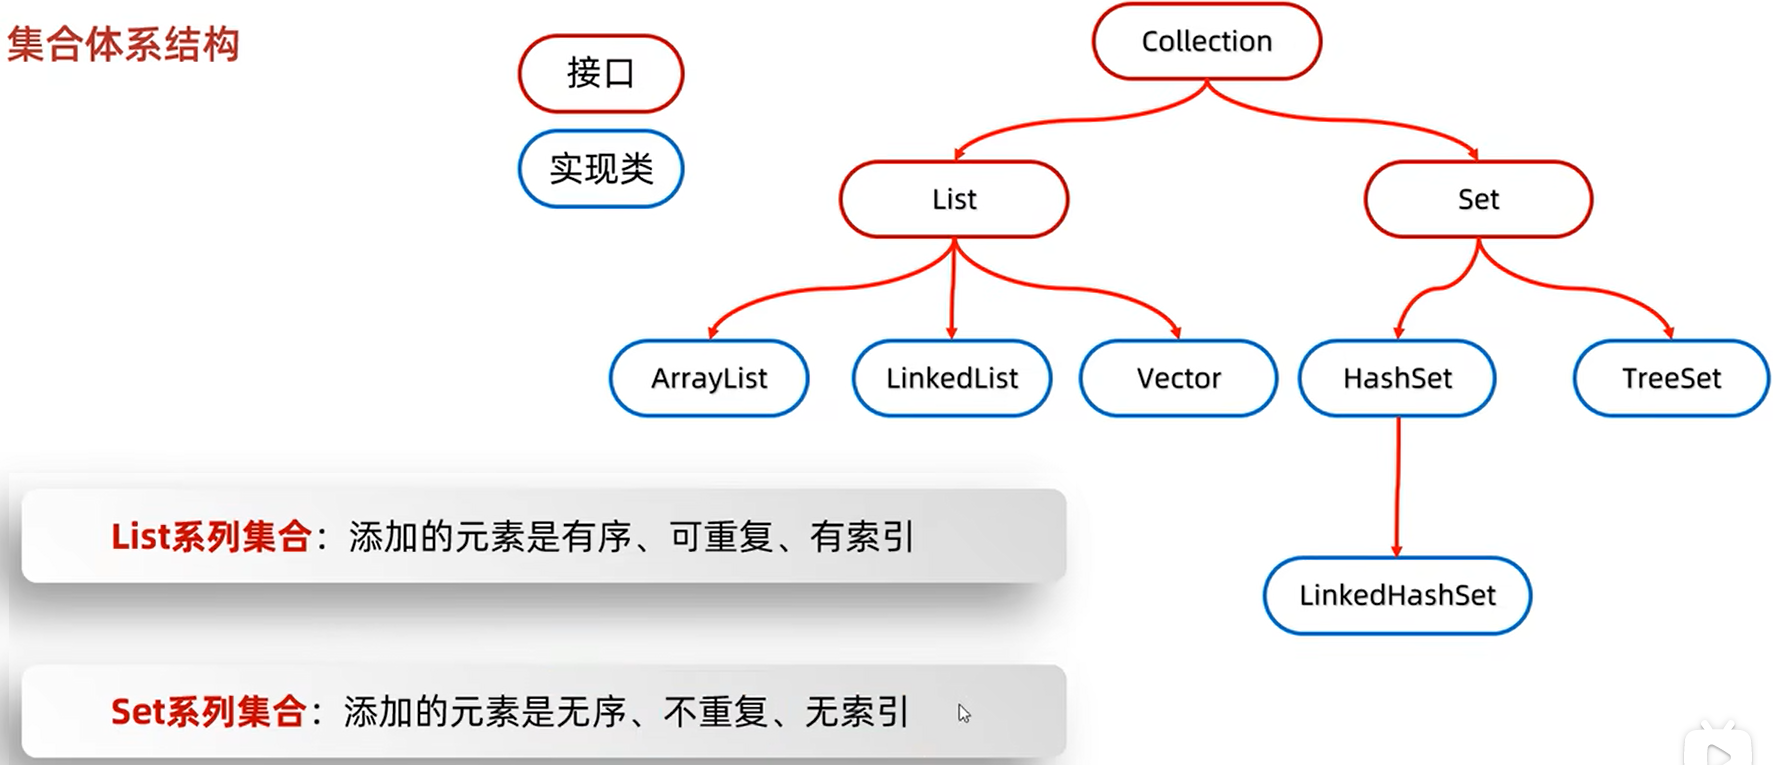 集合体系结构
接口
实现类
Collection
List
Set
ArrayList
LinkedList
Vector
HashSet
TreeSet
LinkedHashSet
List系列集合：添加的元素是有序、可重复、有索引
Set系列集合：添加的元素是无序、不重复、无索引